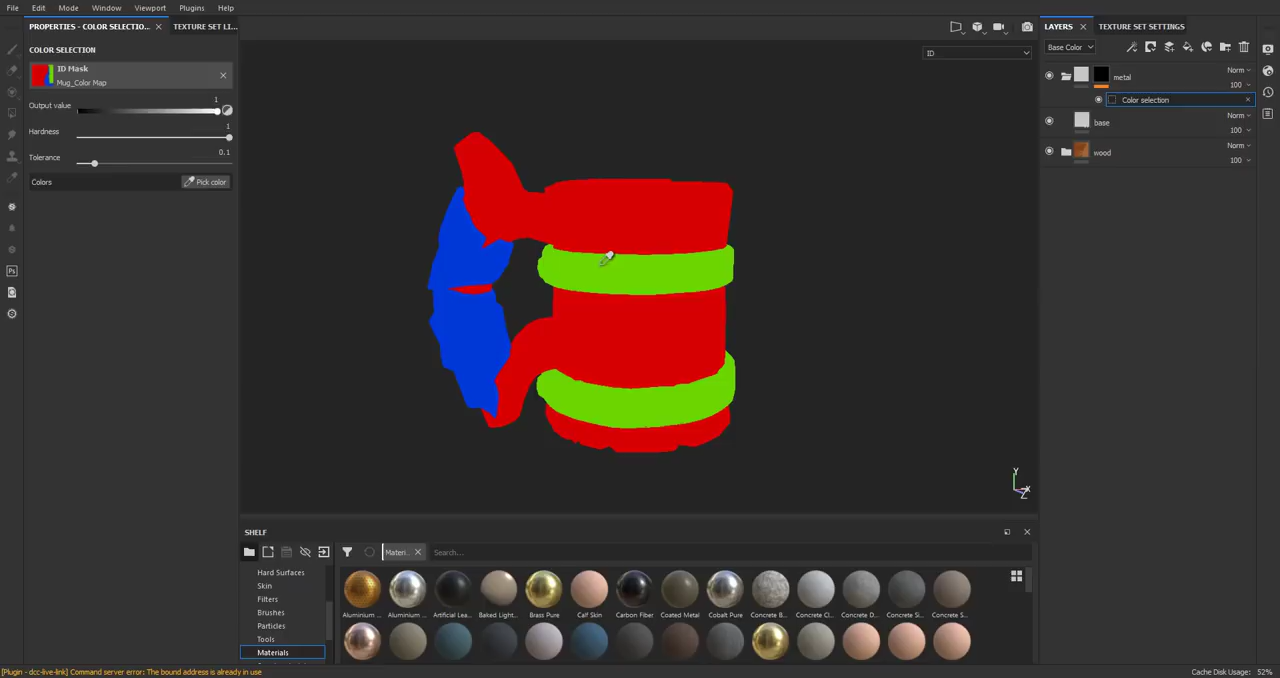 File Edit Mode Window Viewport Plugins Help
PROPERTIES - COLOR SELECTIO...
TEXTURE SET LI...
LAYERS
TEXTURE SET SETTINGS
COLOR SELECTION
ID Mask
Mug_Color Map
Output value 1
Hardness 1
Tolerance 0.1
Colors Pick color
ID
Base Color
metal Norm
100
Color selection
base Norm
100
wood Norm
100
Y
X
Z
SHELF
Materi...
Search...
Hard Surfaces
Skin
Filters
Brushes
Particles
Tools
Materials
Aluminium ... Aluminium ... Artificial Lea... Baked Light... Brass Pure Calf Skin Carbon Fiber Coated Metal Cobalt Pure Concrete B... Concrete Cl... Concrete D... Concrete Si... Concrete S...
[Plugin - dcc-live-link] Command server error: The bound address is already in use
Cache Disk Usage: 52%